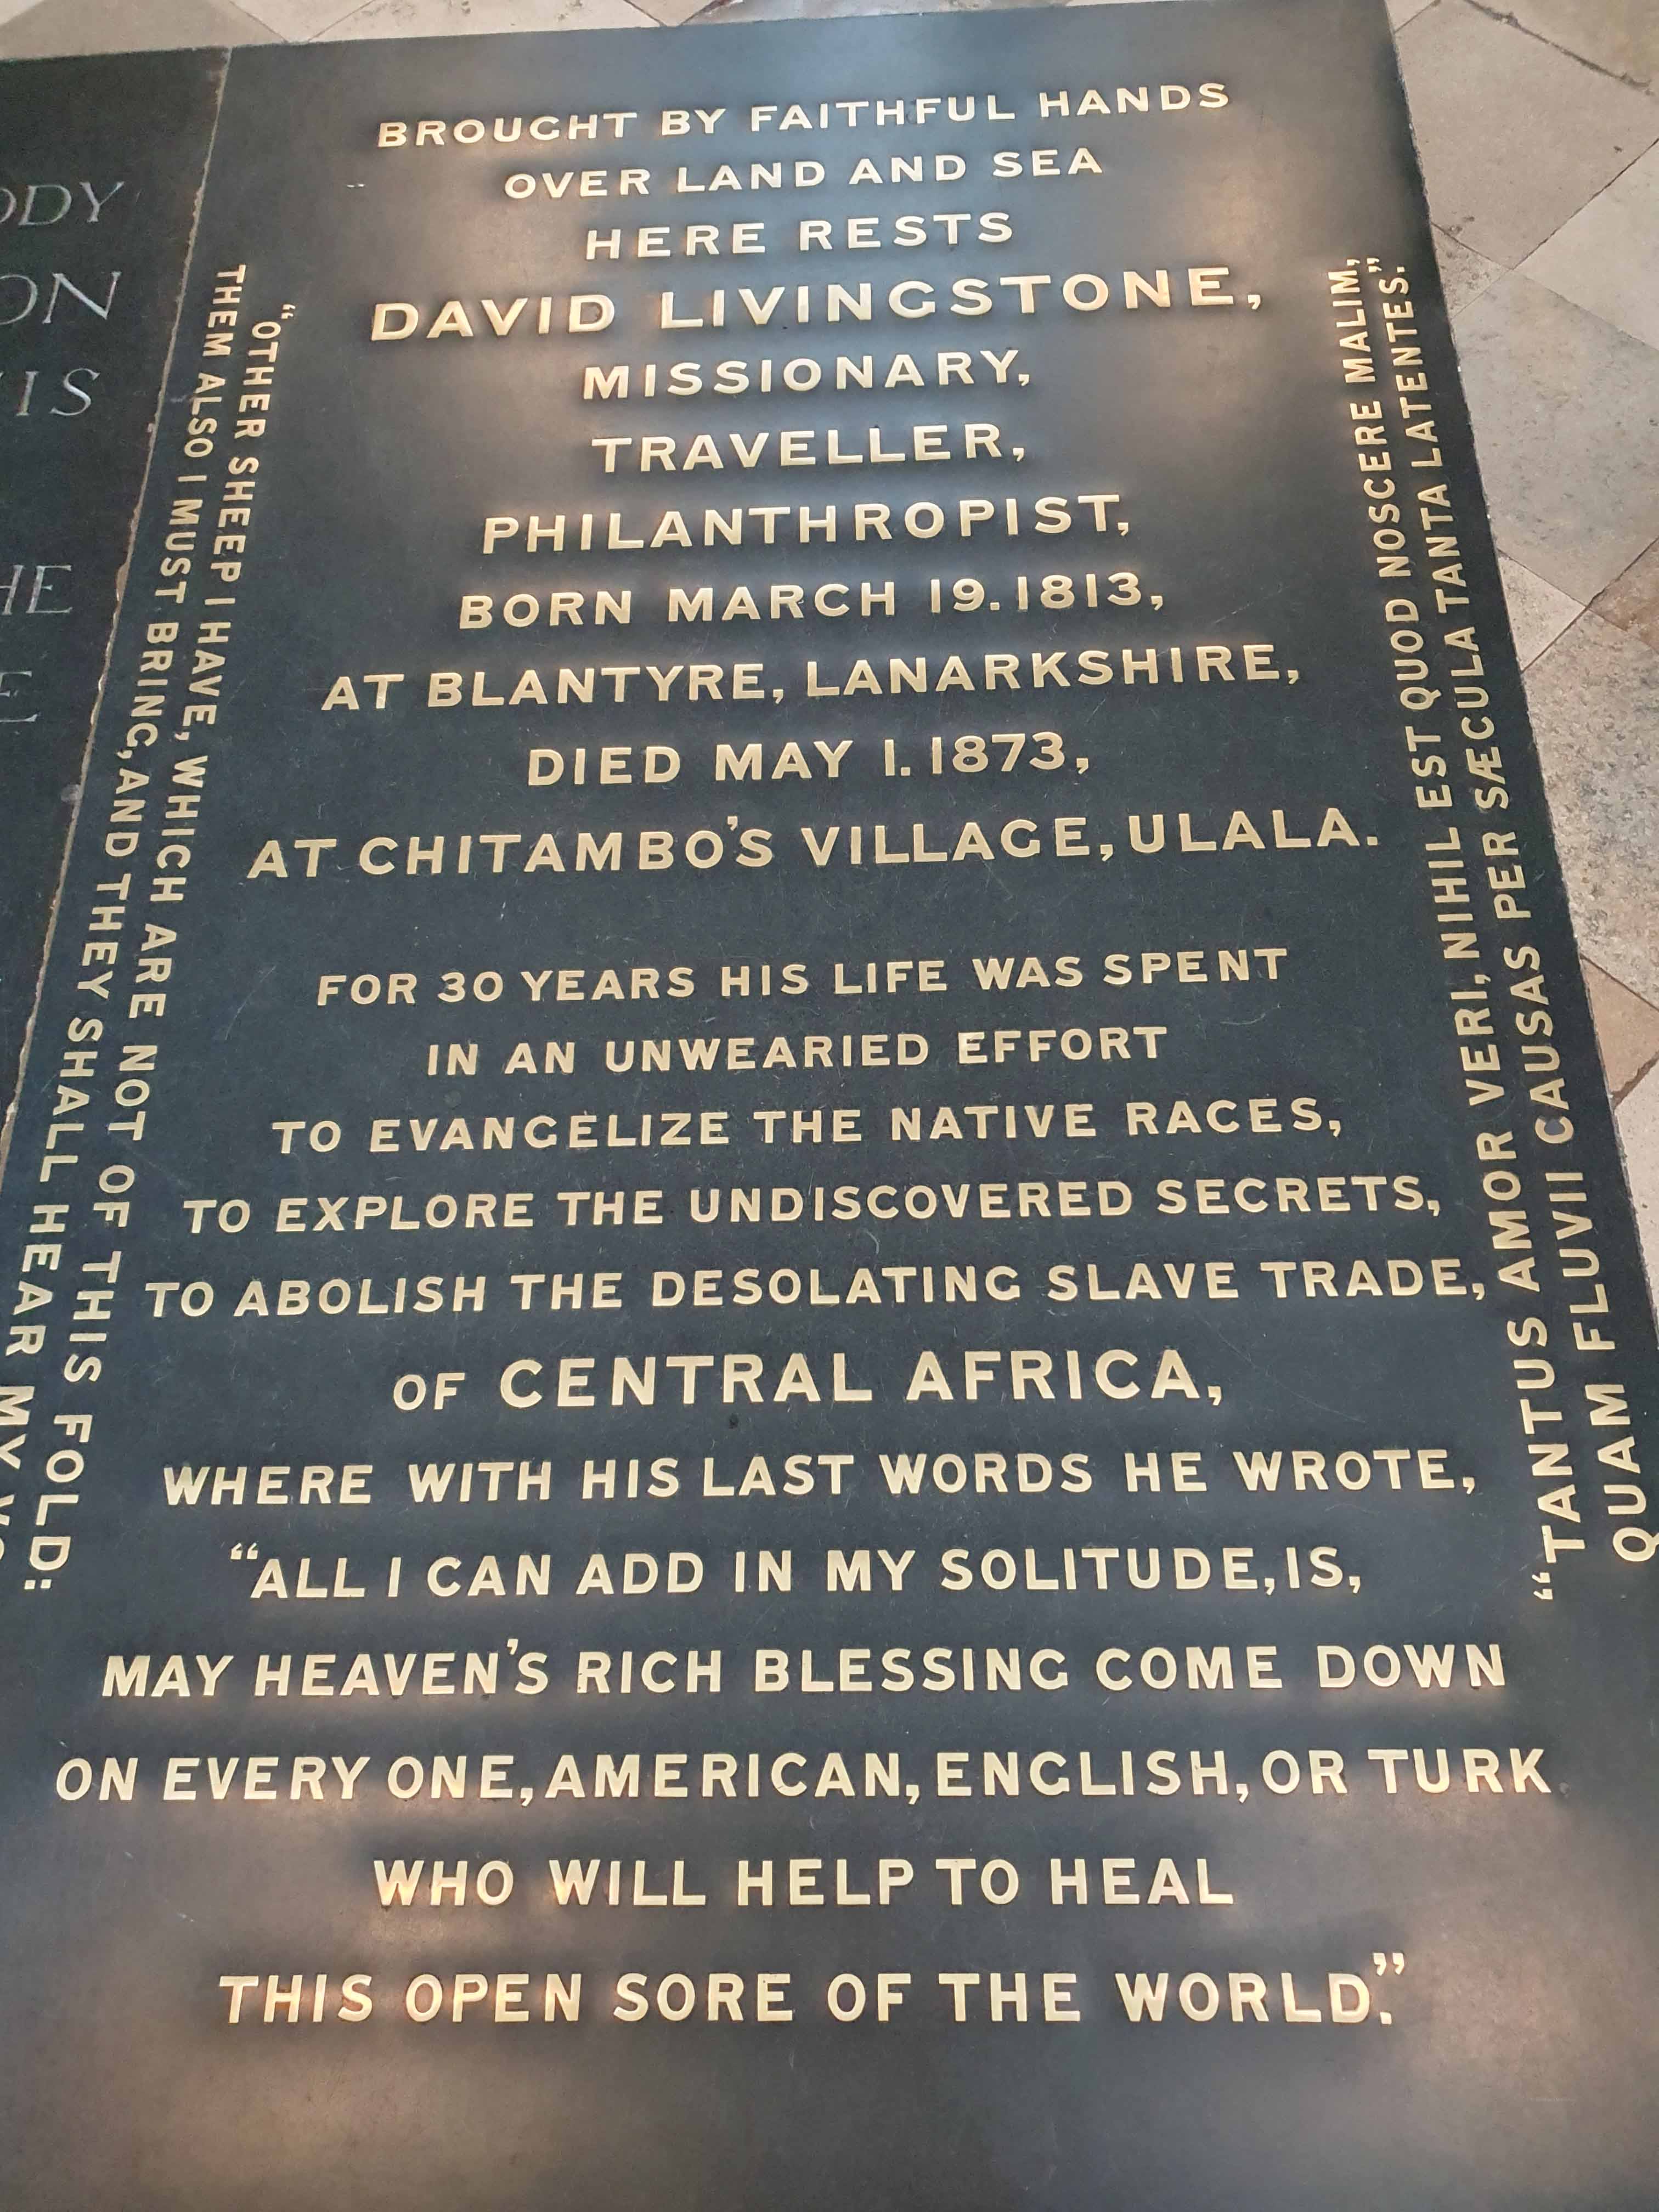 BROUGHT BY FAITHFUL HANDS
OVER LAND AND SEA
HERE RESTS
DAVID LIVINGSTONE,
MISSIONARY,
TRAVELLER,
PHILANTHROPIST,
BORN MARCH 19. 1813,
AT BLANTYRE, LANARKSHIRE,
DIED MAY 1. 1873,
AT CHITAMBO'S VILLAGE, ULALA.
FOR 30 YEARS HIS LIFE WAS SPENT
IN AN UNWEARIED EFFORT
TO EVANGELIZE THE NATIVE RACES,
TO EXPLORE THE UNDISCOVERED SECRETS,
TO ABOLISH THE DESOLATING SLAVE TRADE,
OF CENTRAL AFRICA,
WHERE WITH HIS LAST WORDS HE WROTE,
“ALL I CAN ADD IN MY SOLITUDE, IS,
MAY HEAVEN'S RICH BLESSING COME DOWN
ON EVERY ONE, AMERICAN, ENGLISH, OR TURK
WHO WILL HELP TO HEAL
THIS OPEN SORE OF THE WORLD.”
“OTHER SHEEP I HAVE, WHICH ARE NOT OF THIS FOLD:
THEM ALSO I MUST BRING, AND THEY SHALL HEAR MY
“TANTUS AMOR VERI, NIHIL EST QUOD NOSCERE MALIM,
QUAM FLUVII CAUSAS PER SÆCULA TANTA LATENTES.”
ON
IS
HE
E